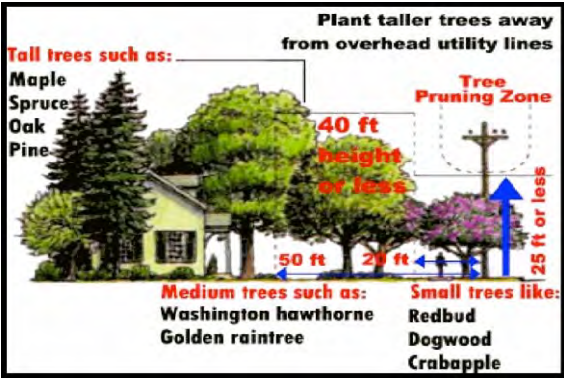 Plant taller trees away
from overhead utility lines
Tall trees such as:
Maple
Spruce
Oak
Pine
Tree
Pruning Zone
40 ft
height
or less
25 ft or less
50 ft
20 ft
Medium trees such as:
Washington hawthorne
Golden raintree
Small trees like:
Redbud
Dogwood
Crabapple